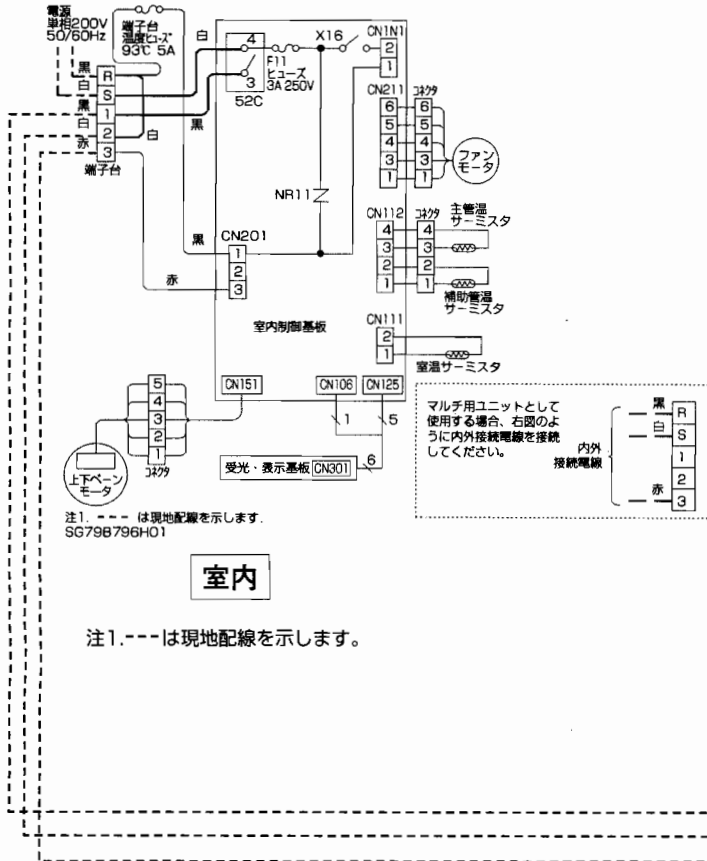 電源
単相200V
50/60Hz
端子台
温度ヒューズ
93℃ 5A
黒
白
黒
白
赤
R
S
1
2
3
端子台
白
白
黒
4
3
52C
F11
ヒューズ
3A 250V
X16
CN1N1
2
1
CN211
6
5
4
3
1
コネクタ
6
5
4
3
1
ファン
モータ
NR11
CN201
黒
1
2
3
赤
CN112
4
3
2
1
コネクタ
4
3
2
1
主管温
サーミスタ
補助管温
サーミスタ
室内制御基板
CN111
2
1
室温サーミスタ
CN151
CN106
CN125
1
5
受光・表示基板 CN301
6
5
4
3
2
1
コネクタ
上下ベーン
モータ
マルチ用ユニットとして
使用する場合、右図のよ
うに内外接続電線を接続
してください。
内外
接続電線
黒
白
赤
R
S
1
2
3
注1. ---- は現地配線を示します.
SG79B796H01
室内
注1.---は現地配線を示します。